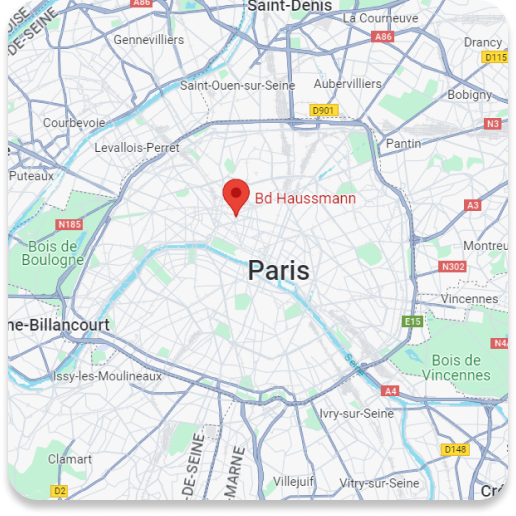 A86
Saint-Denis
La Courneuve
OISE
DE-SEINE
Gennevilliers
A86
Drancy
D115
Saint-Ouen-sur-Seine
Aubervilliers
Bobigny
D901
Courbevoie
N3
Levallois-Perret
Pantin
Puteaux
Bd Haussmann
A3
N185
Bois de
Boulogne
Montreu
Paris
N302
Vincennes
ne-Billancourt
E15
N4
Bois de
Vincennes
Issy-les-Moulineaux
A4
Ivry-sur-Seine
DE-SEINE
-MARNE
D148
Clamart
Villejuif
Vitry-sur-Seine
D2
Cré